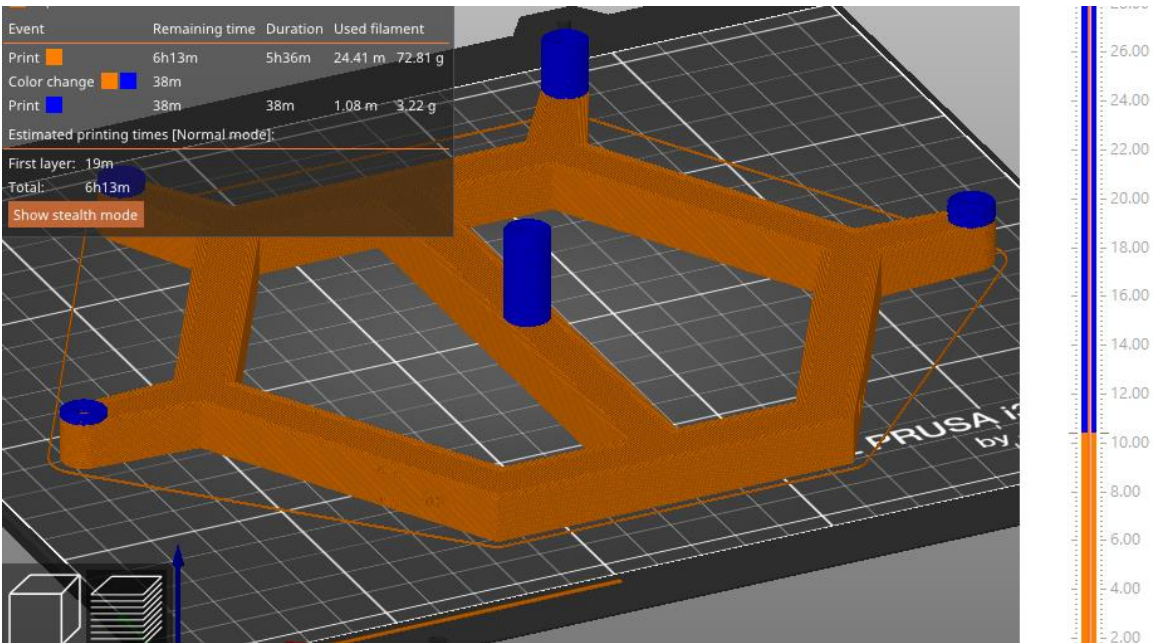 Event Remaining time Duration Used filament
Print 6h13m 5h36m 24.41 m 72.81 g
Color change 38m
Print 38m 38m 1.08 m 3.22 g
Estimated printing times [Normal mode]:
First layer: 19m
Total: 6h13m
Show stealth mode
PRUSA i3
by
26.00
24.00
22.00
20.00
18.00
16.00
14.00
12.00
10.00
8.00
6.00
4.00
2.00